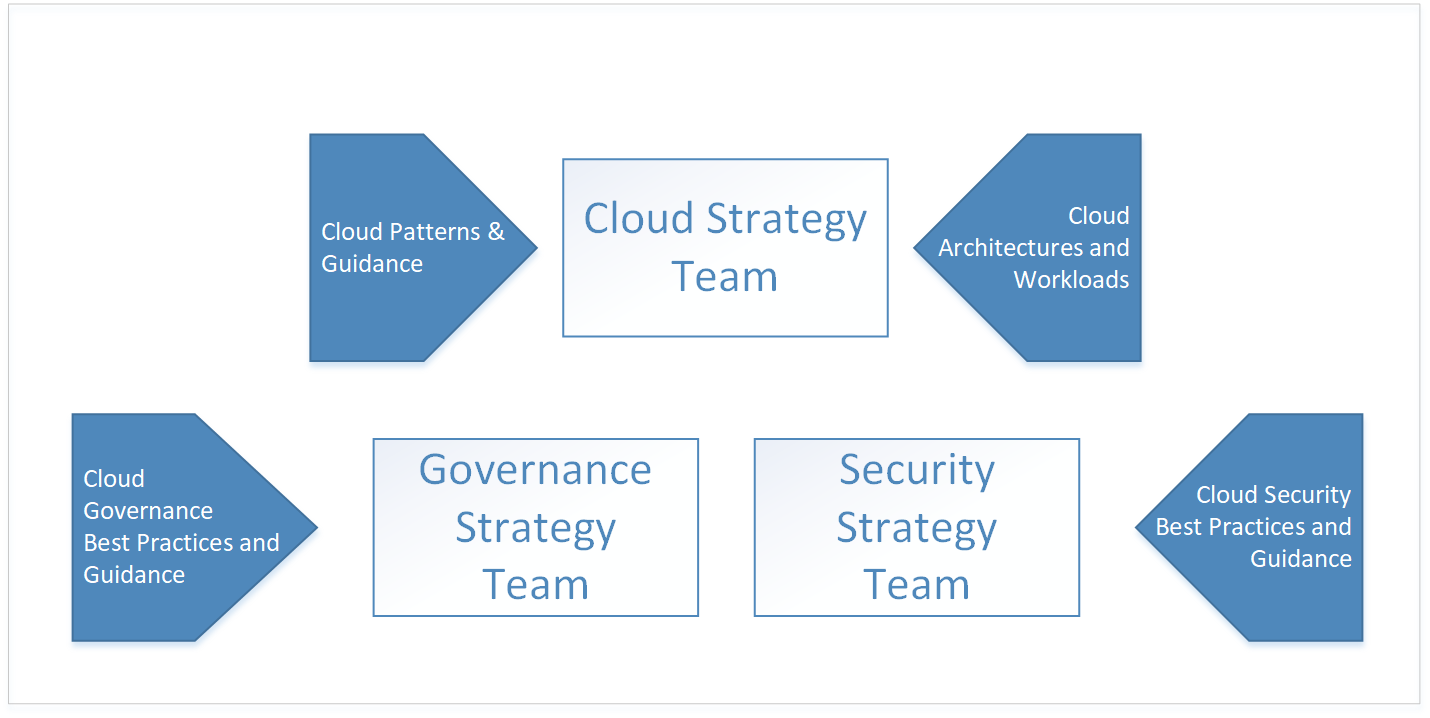 Cloud Patterns &
Guidance
Cloud Strategy
Team
Cloud
Architectures and
Workloads
Cloud
Governance
Best Practices and
Guidance
Governance
Strategy
Team
Security
Strategy
Team
Cloud Security
Best Practices and
Guidance